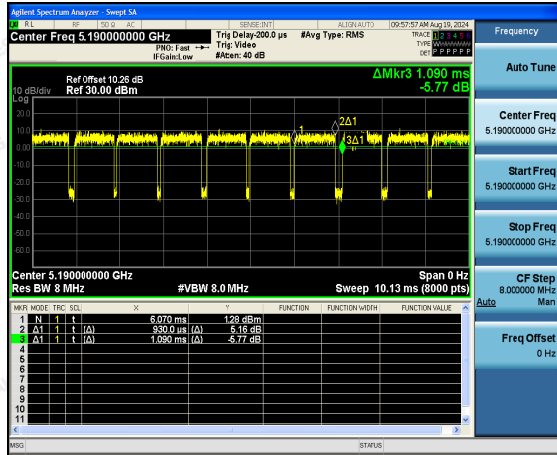 Agilent Spectrum Analyzer - Swept SA
LXI RL RF 50 Ω AC SENSE:INT ALIGN AUTO 09:57:57 AM Aug 19, 2024
Center Freq 5.190000000 GHz
PNO: Fast
IFGain:Low
Trig Delay-200.0 µs
Trig: Video
#Atten: 40 dB
#Avg Type: RMS
TRACE 1 2 3 4 5 6
TYPE
DET P P P P P P
ΔMkr3 1.090 ms
-5.77 dB
Ref Offset 10.26 dB
10 dB/div Ref 30.00 dBm
Log
20.0
10.0
0.00
-10.0
-20.0
-30.0
-40.0
-50.0
-60.0
1
2Δ1
3Δ1
Center 5.190000000 GHz Span 0 Hz
Res BW 8 MHz #VBW 8.0 MHz Sweep 10.13 ms (8000 pts)
MKR MODE TRC SCL X Y FUNCTION FUNCTION WIDTH FUNCTION VALUE
1 N 1 t 6.070 ms 1.28 dBm
2 Δ1 1 t (Δ) 930.0 us (Δ) 5.16 dB
3 Δ1 1 t (Δ) 1.090 ms (Δ) -5.77 dB
4
5
6
7
8
9
10
11
MSG STATUS
Frequency
Auto Tune
Center Freq
5.190000000 GHz
Start Freq
5.190000000 GHz
Stop Freq
5.190000000 GHz
CF Step
8.000000 MHz
Auto Man
Freq Offset
0 Hz